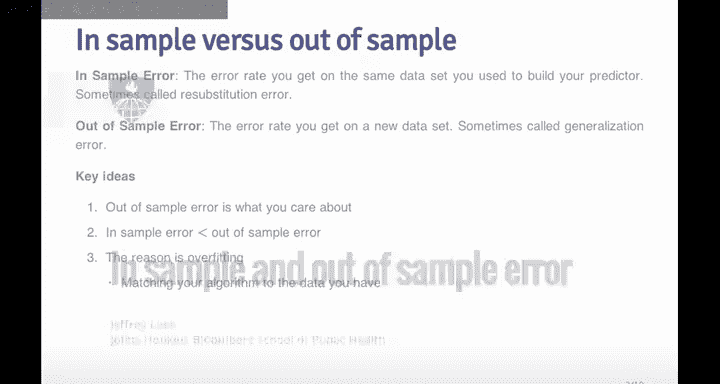 In sample versus out of sample
In Sample Error: The error rate you get on the same data set you used to build your predictor.
Sometimes called resubstitution error.
Out of Sample Error: The error rate you get on a new data set. Sometimes called generalization
error.
Key ideas
1. Out of sample error is what you care about
2. In sample error < out of sample error
3. The reason is overfitting
In sample and out of sample error
· Matching your algorithm to the data you have
Jeffrey
Johns Hopkins Bloomberg School of Public Health